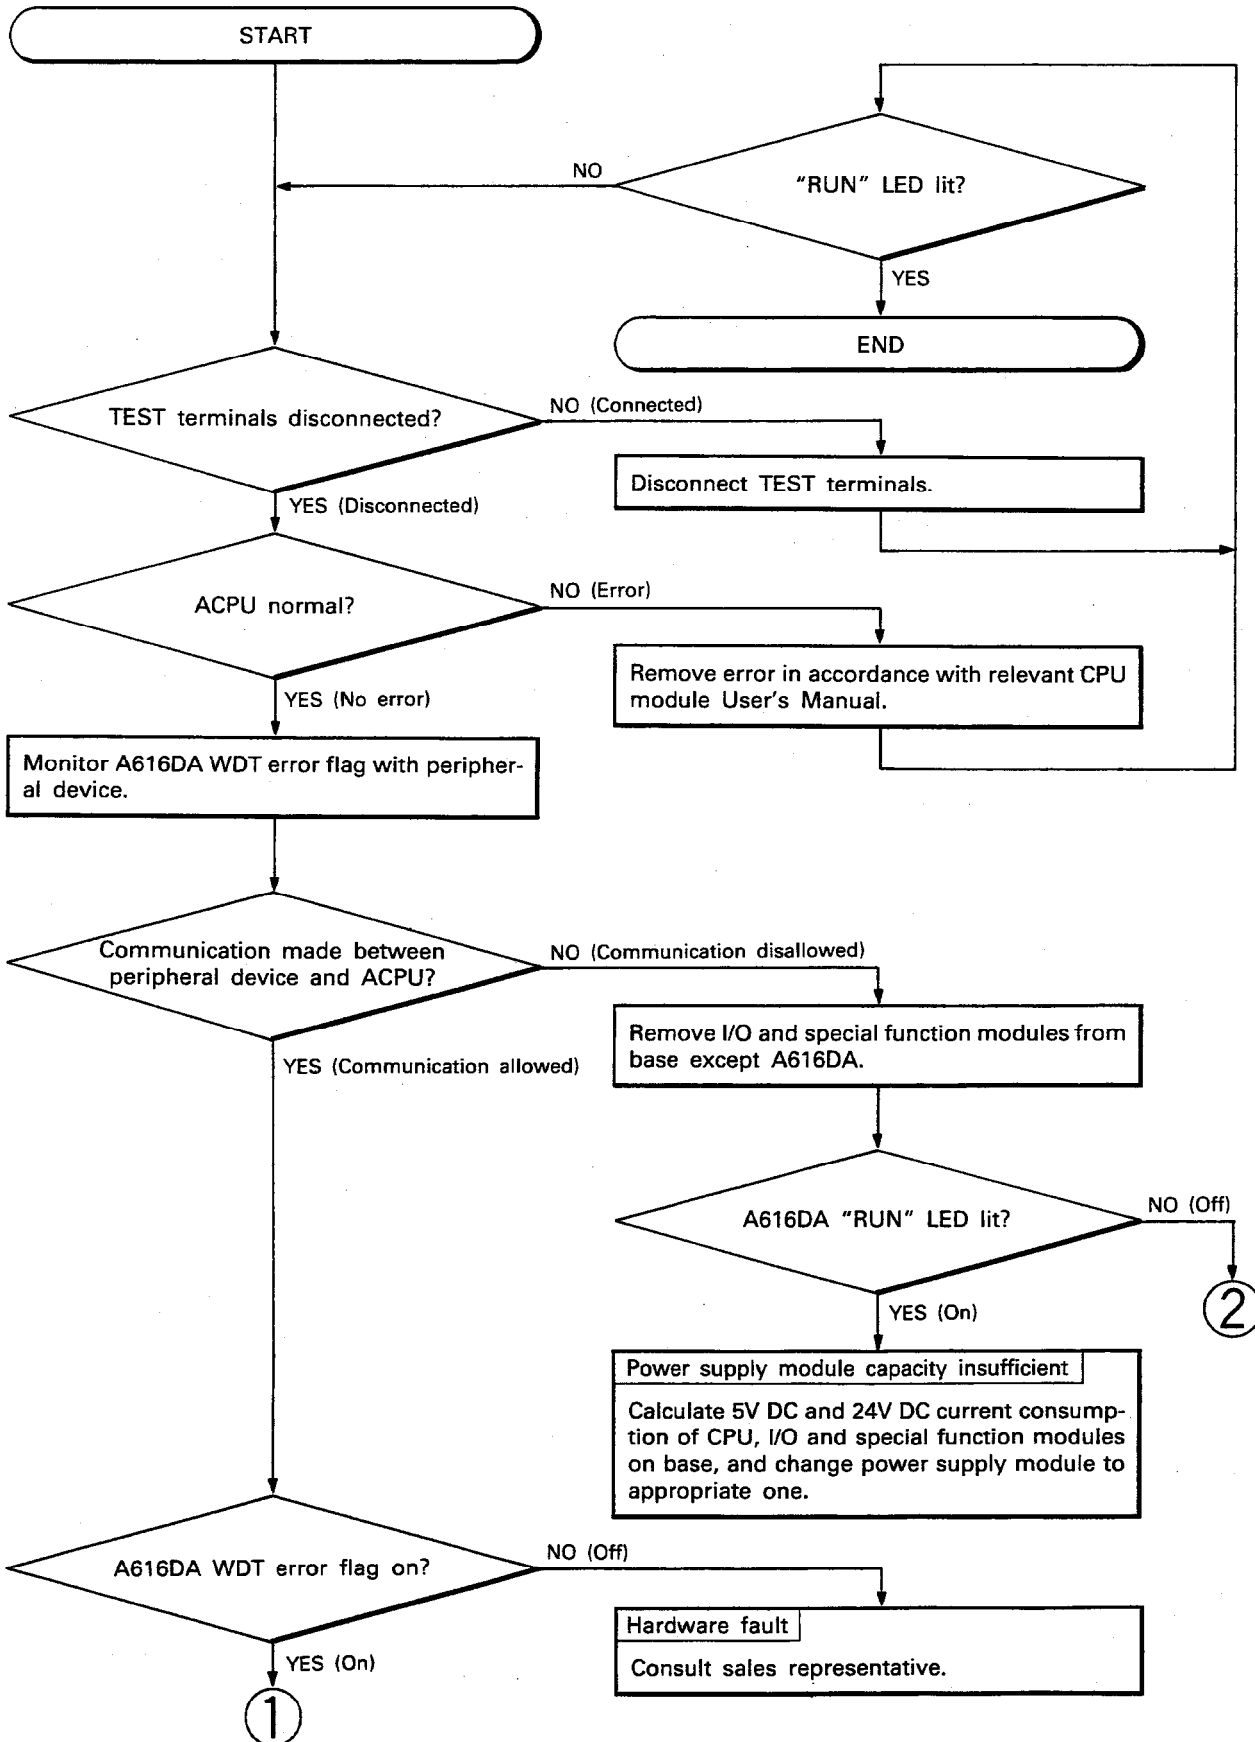 START
"RUN" LED lit?
NO
YES
END
TEST terminals disconnected?
NO (Connected)
Disconnect TEST terminals.
YES (Disconnected)
ACPU normal?
NO (Error)
Remove error in accordance with relevant CPU
module User's Manual.
YES (No error)
Monitor A616DA WDT error flag with peripher-
al device.
Communication made between
peripheral device and ACPU?
NO (Communication disallowed)
Remove I/O and special function modules from
base except A616DA.
YES (Communication allowed)
A616DA "RUN" LED lit?
NO (Off)
2
YES (On)
Power supply module capacity insufficient
Calculate 5V DC and 24V DC current consump-
tion of CPU, I/O and special function modules
on base, and change power supply module to
appropriate one.
A616DA WDT error flag on?
NO (Off)
Hardware fault
Consult sales representative.
YES (On)
1